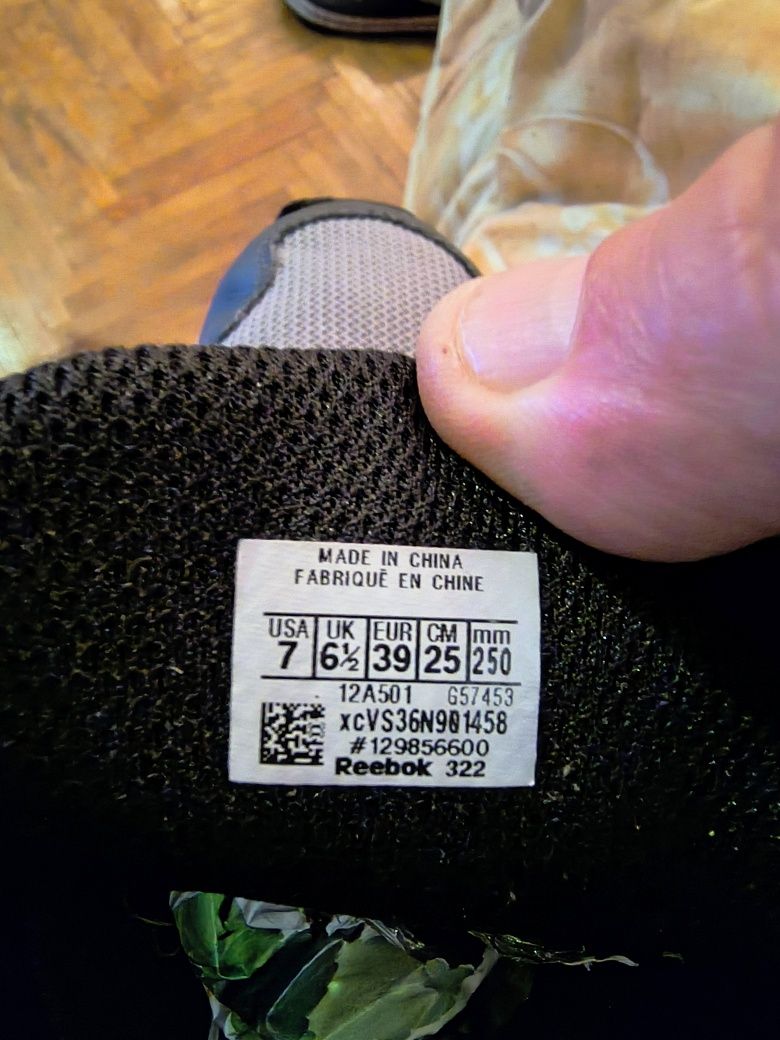 MADE IN CHINA
FABRIQUÉ EN CHINE
USA UK EUR CM mm
7 6½ 39 25 250
12A501 G57453
xcVS36N901458
#129856600
Reebok 322